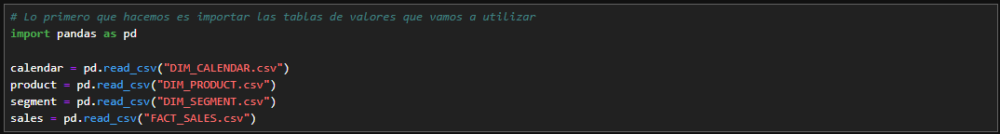 # Lo primero que hacemos es importar las tablas de valores que vamos a utilizar
import pandas as pd
calendar = pd.read_csv("DIM_CALENDAR.csv")
product = pd.read_csv("DIM_PRODUCT.csv")
segment = pd.read_csv("DIM_SEGMENT.csv")
sales = pd.read_csv("FACT_SALES.csv")